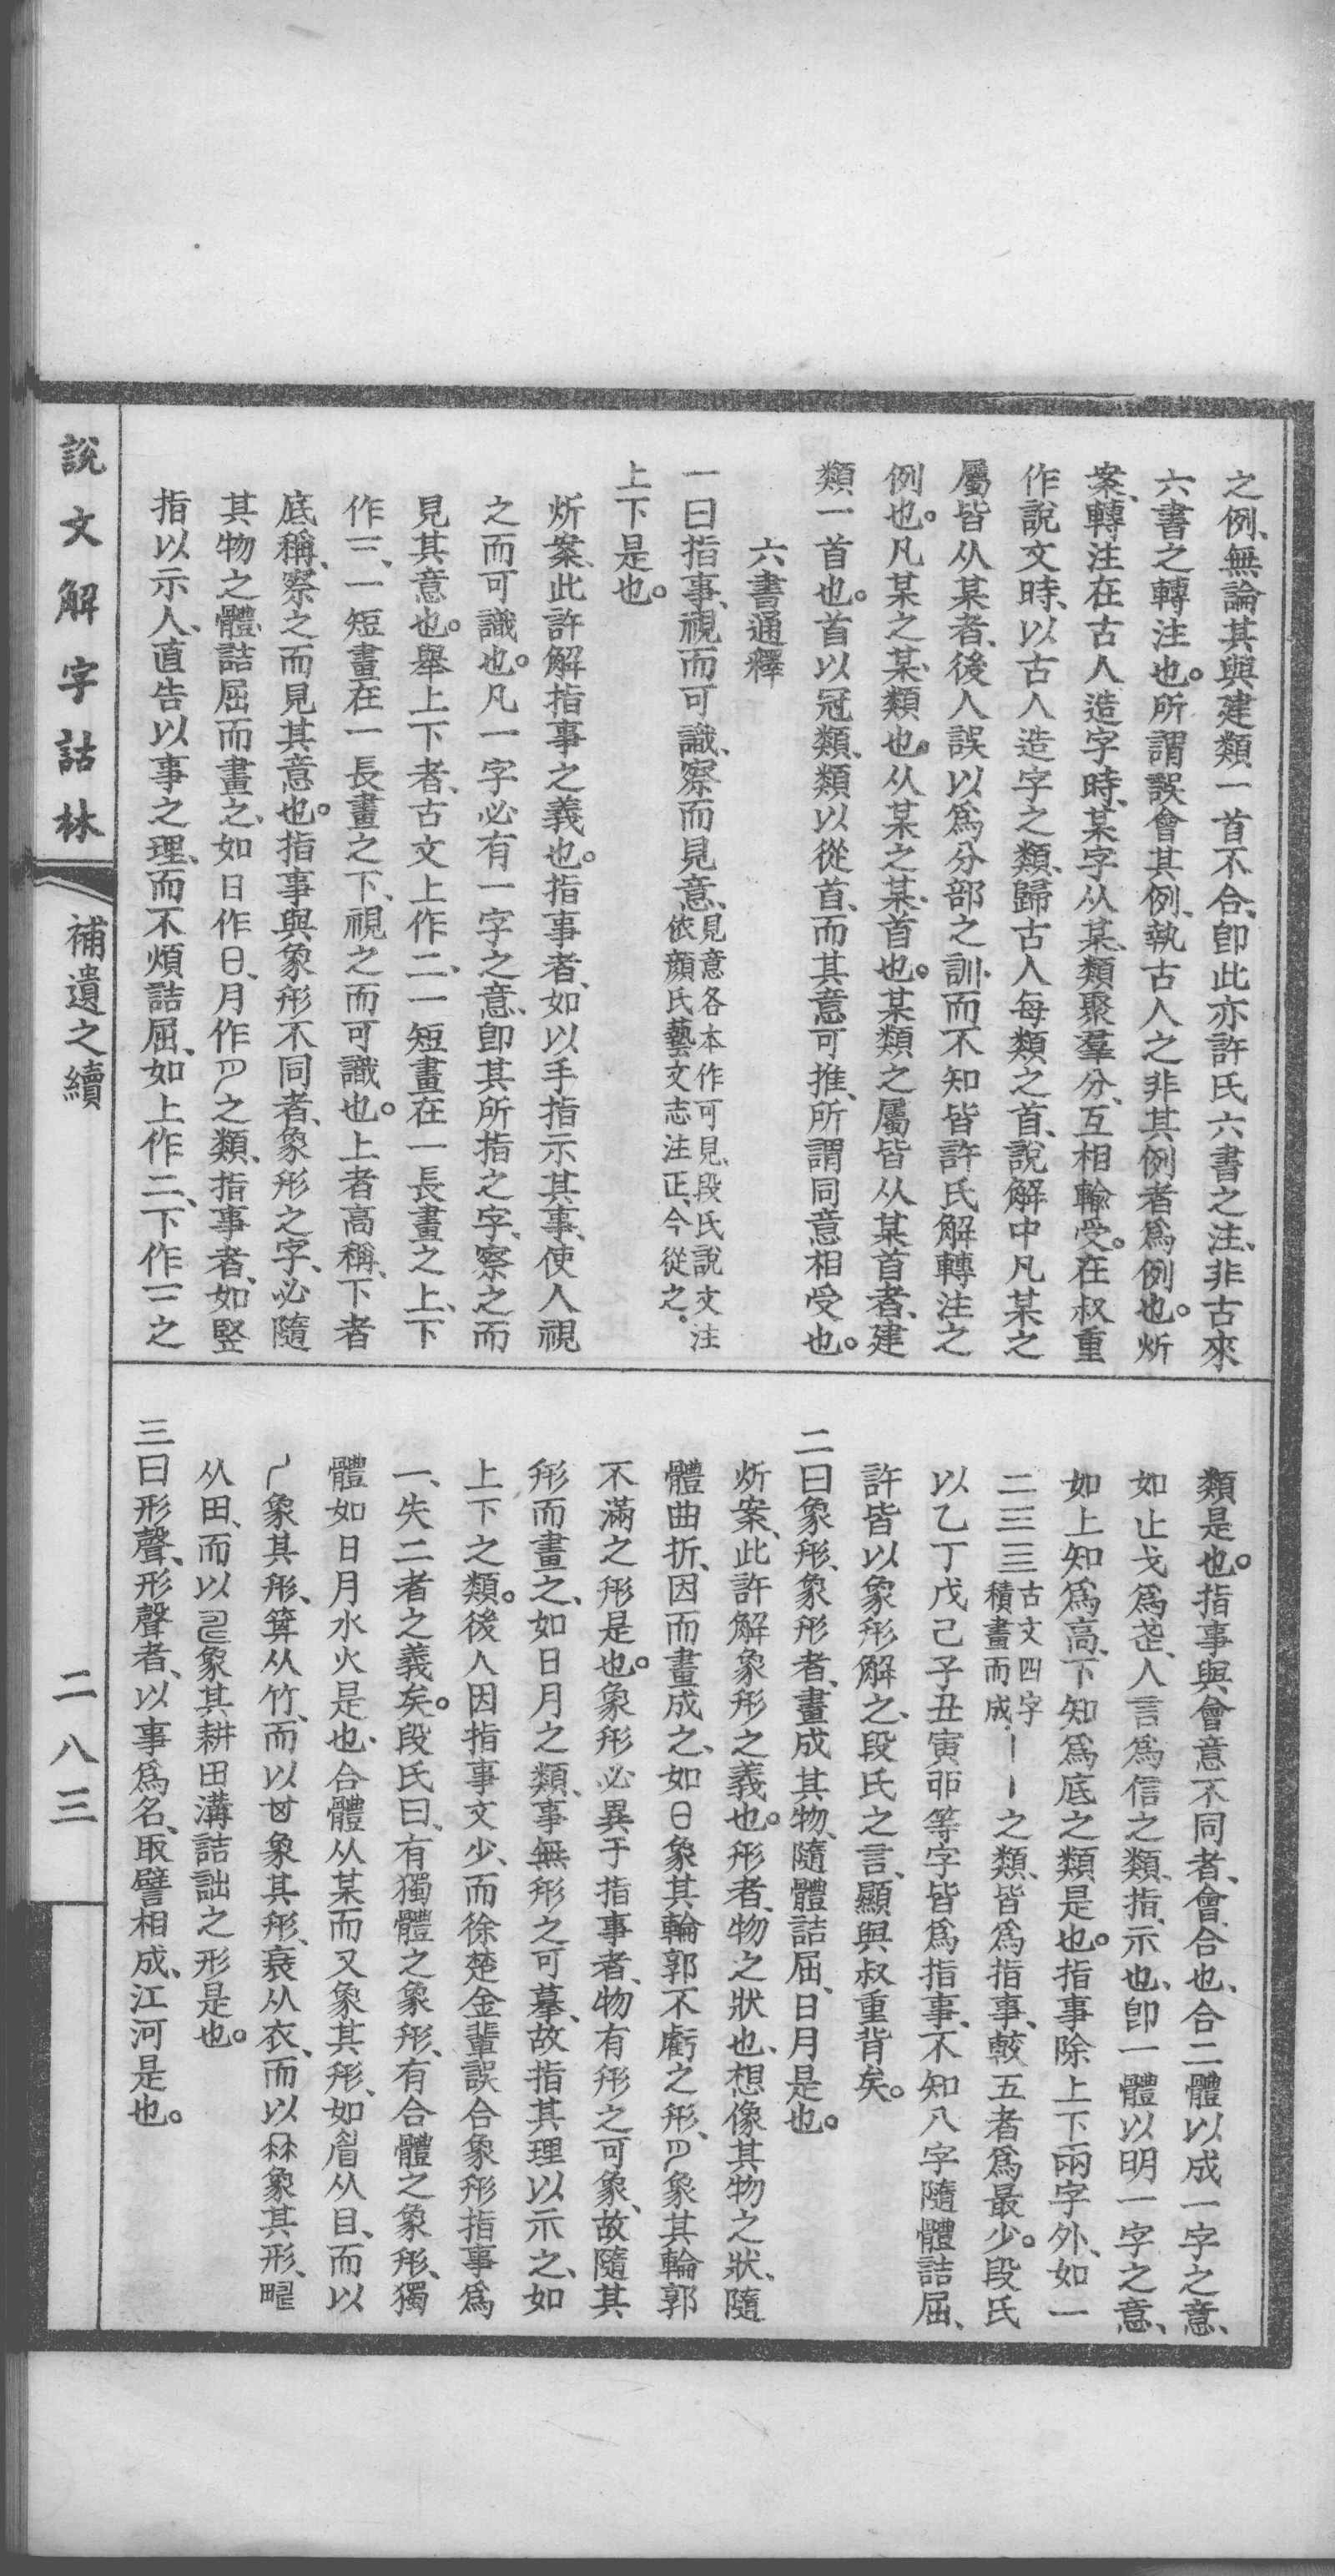 之例、無論其與建類一首不合、卽此亦許氏六書之注、非古來
六書之轉注也。所謂誤會其例、執古人之非其例者爲例也。炘
案、轉注在古人造字時、某字从某、類聚羣分、互相輸受。在叔重
作說文時、以古人造字之類、歸古人每類之首、說解中凡某之
屬皆从某者、後人誤以爲分部之訓、而不知皆許氏解轉注之
例也。凡某之某、類也。从某之某、首也。某類之屬皆从某首者、建
類一首也。首以冠類、類以從首、而其意可推、所謂同意相受也。
六書通釋
一曰指事、視而可識、察而見意、見意各本作可見、段氏說文注
依顏氏藝文志注正、今從之。
上下是也。
炘案、此許解指事之義也。指事者、如以手指示其事、使人視
之而可識也。凡一字必有一字之意、卽其所指之字、察之而
見其意也。舉上下者、古文上作二、一短畫在一長畫之上、下
作二、一短畫在一長畫之下、視之而可識也。上者高稱、下者
底稱、察之而見其意也。指事與象形不同者、象形之字、必隨
其物之體、詰屈而畫之、如日作日、月作月之類、指事者、如竪
指以示人、直告以事之理、而不煩詰屈、如上作二、下作二之
類是也。指事與會意不同者、會、合也、合二體以成一字之意、
如止戈爲武、人言爲信之類、指、示也、卽一體以明一字之意、
如上知爲高、下知爲底之類是也。指事除上下兩字外、如一
二三亖古文四字
積畫而成丨亅之類、皆爲指事、較五者爲最少。段氏
以乙丁戊己子丑寅卯等字皆爲指事、不知八字隨體詰屈、
許皆以象形解之、段氏之言、顯與叔重背矣。
二曰象形、象形者、畫成其物、隨體詰屈、日月是也。
炘案、此許解象形之義也。形者、物之狀也、想像其物之狀、隨
體曲折、因而畫成之、如日象其輪郭不虧之形、月象其輪郭
不滿之形是也。象形必異于指事者、物有形之可象、故隨其
形而畫之、如日月之類、事無形之可摹、故指其理以示之、如
上下之類。後人因指事文少、而徐楚金輩誤合象形指事爲
一、失二者之義矣。段氏曰、有獨體之象形、有合體之象形、獨
體如日月水火是也、合體从某而又象其形、如眉从目、而以
象其形、箕从竹、而以𠀠象其形、衰从衣、而以冄象其形、𤲮
从田、而以象其耕田溝詰詘之形是也。
三曰形聲、形聲者、以事爲名、取譬相成、江河是也。
說文解字詁林
補遺之續
二八三